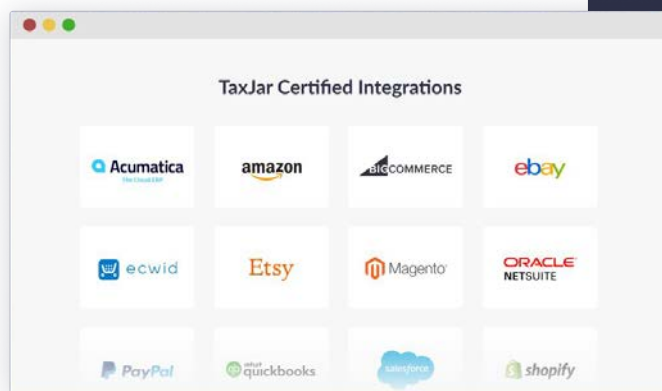 TaxJar Certified Integrations
Acumatica
The Cloud ERP
amazon
BIGCOMMERCE
ebay
ecwid
Etsy
Magento
ORACLE
NETSUITE
PayPal
intuit
quickbooks
salesforce
shopify